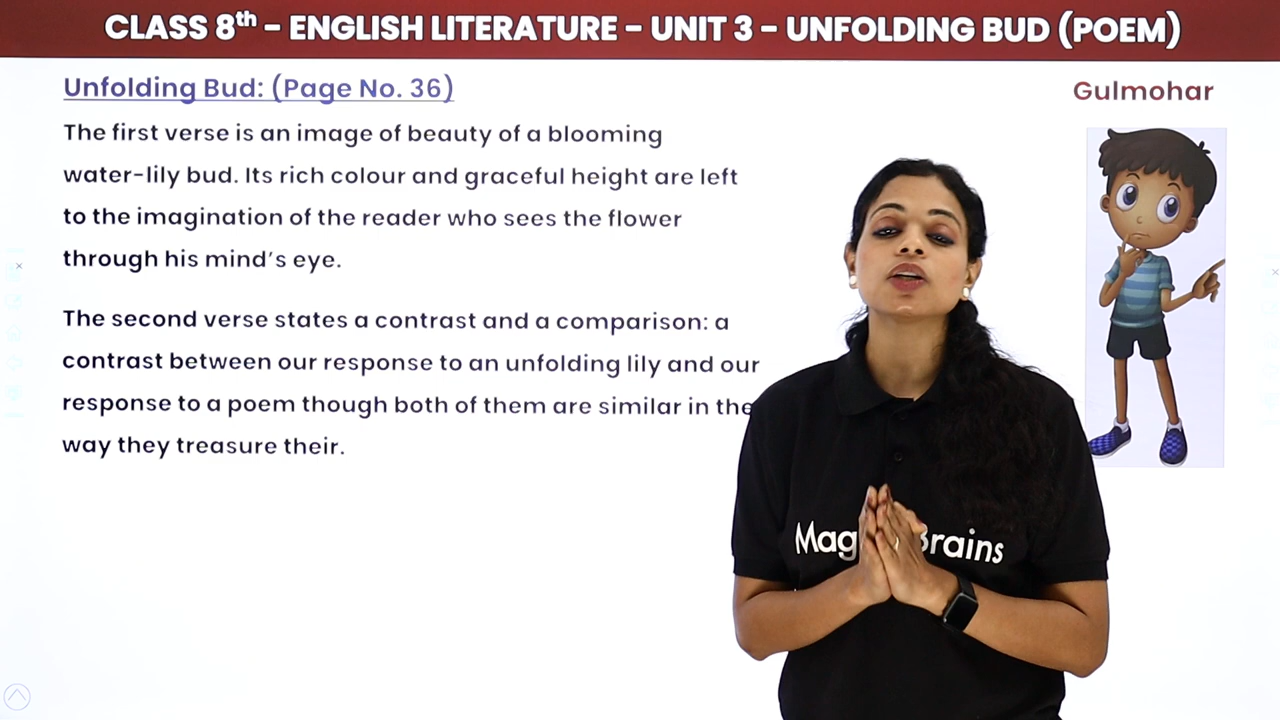 CLASS 8th – ENGLISH LITERATURE – UNIT 3 – UNFOLDING BUD (POEM)
Unfolding Bud: (Page No. 36)
Gulmohar
The first verse is an image of beauty of a blooming
water-lily bud. Its rich colour and graceful height are left
to the imagination of the reader who sees the flower
through his mind's eye.
The second verse states a contrast and a comparison: a
contrast between our response to an unfolding lily and our
response to a poem though both of them are similar in the
way they treasure their.
Mag Brains